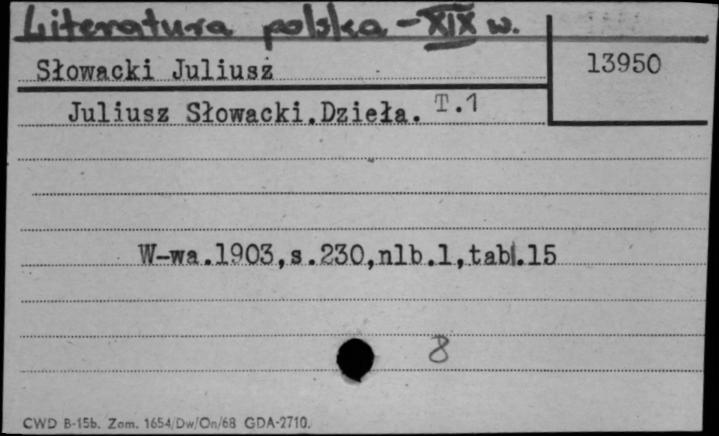 Literatura polska - XIX w.
Słowacki Juliusz
13950
Juliusz Słowacki.Dzieła. T.1
W-wa.1903,s.230,nlb.1,tabl.15
8
CWD B-15b. Zam. 1654/Dw/On/68 GDA-2710.